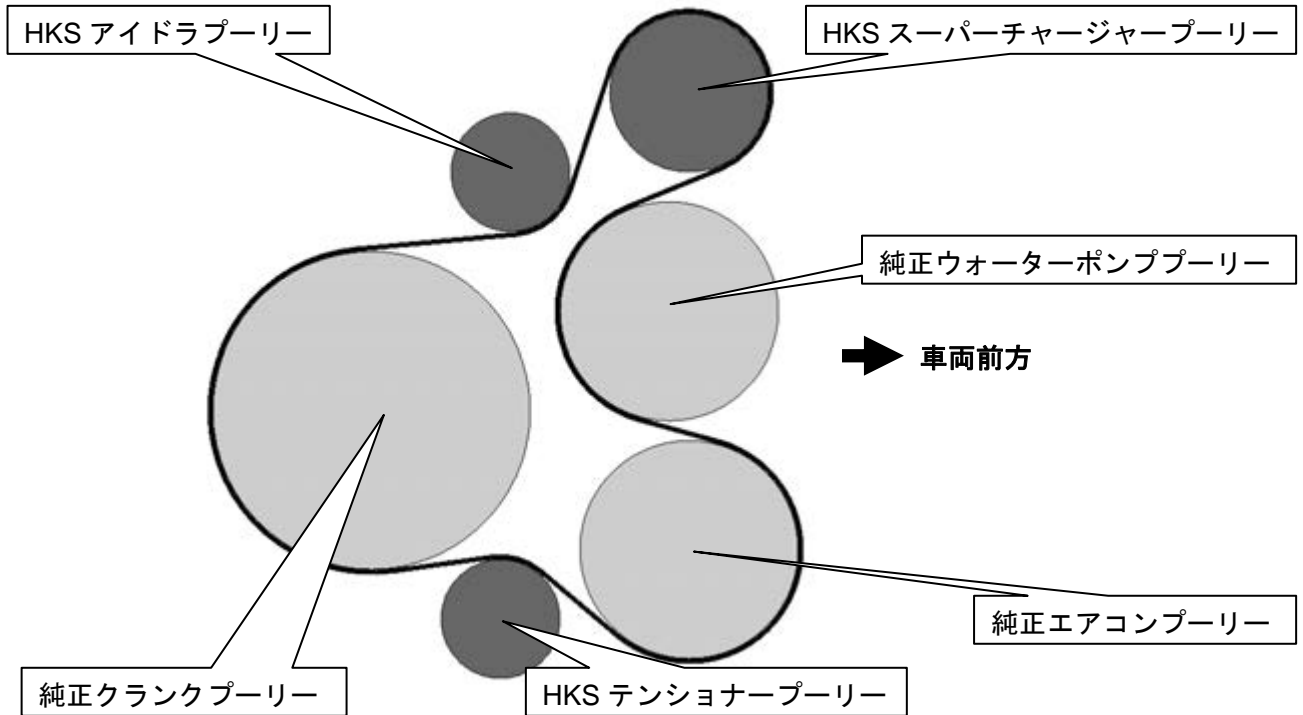 HKS アイドラプーリー
HKS スーパーチャージャープーリー
純正ウォーターポンププーリー
車両前方
純正エアコンプーリー
純正クランクプーリー
HKS テンショナープーリー